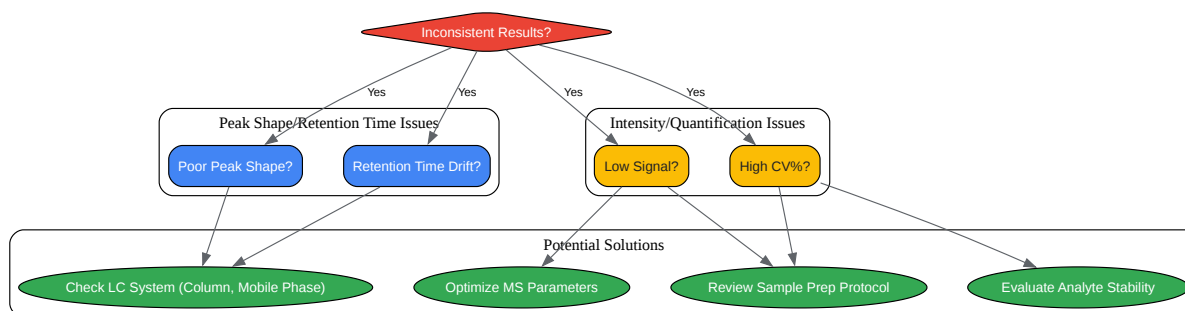 Inconsistent Results?
Yes
Yes
Yes
Yes
Peak Shape/Retention Time Issues
Intensity/Quantification Issues
Poor Peak Shape?
Retention Time Drift?
Low Signal?
High CV%?
Potential Solutions
Check LC System (Column, Mobile Phase)
Optimize MS Parameters
Review Sample Prep Protocol
Evaluate Analyte Stability